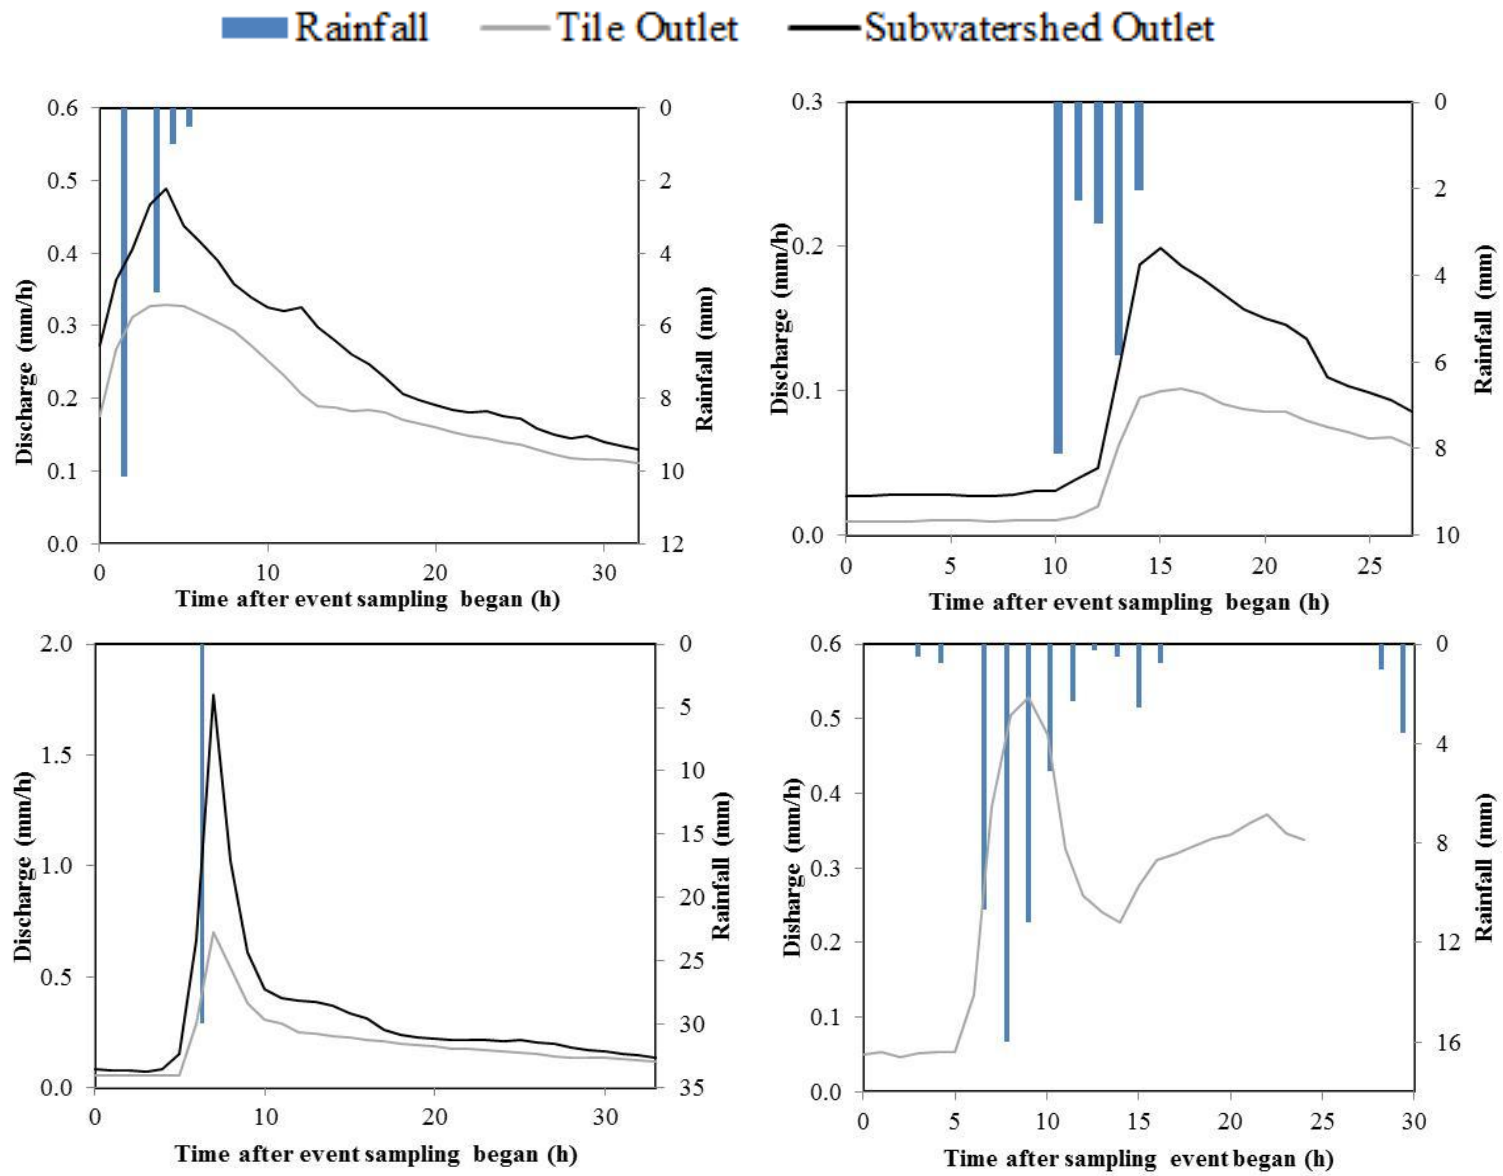 Rainfall Tile Outlet Subwatershed Outlet
0.6
0.5
0.4
0.3
0.2
0.1
0.0
Discharge (mm/h)
0
2
4
6
8
10
12
Rainfall (mm)
0 10 20 30
Time after event sampling began (h)
0.3
0.2
0.1
0.0
Discharge (mm/h)
0
2
4
6
8
10
Rainfall (mm)
0 5 10 15 20 25
Time after event sampling began (h)
2.0
1.5
1.0
0.5
0.0
Discharge (mm/h)
0
5
10
15
20
25
30
35
Rainfall (mm)
0 10 20 30
Time after event sampling began (h)
0.6
0.5
0.4
0.3
0.2
0.1
0.0
Disharge (mm/h)
0
4
8
12
16
Rainfall (mm)
0 5 10 15 20 25 30
Time after sampling event began (h)